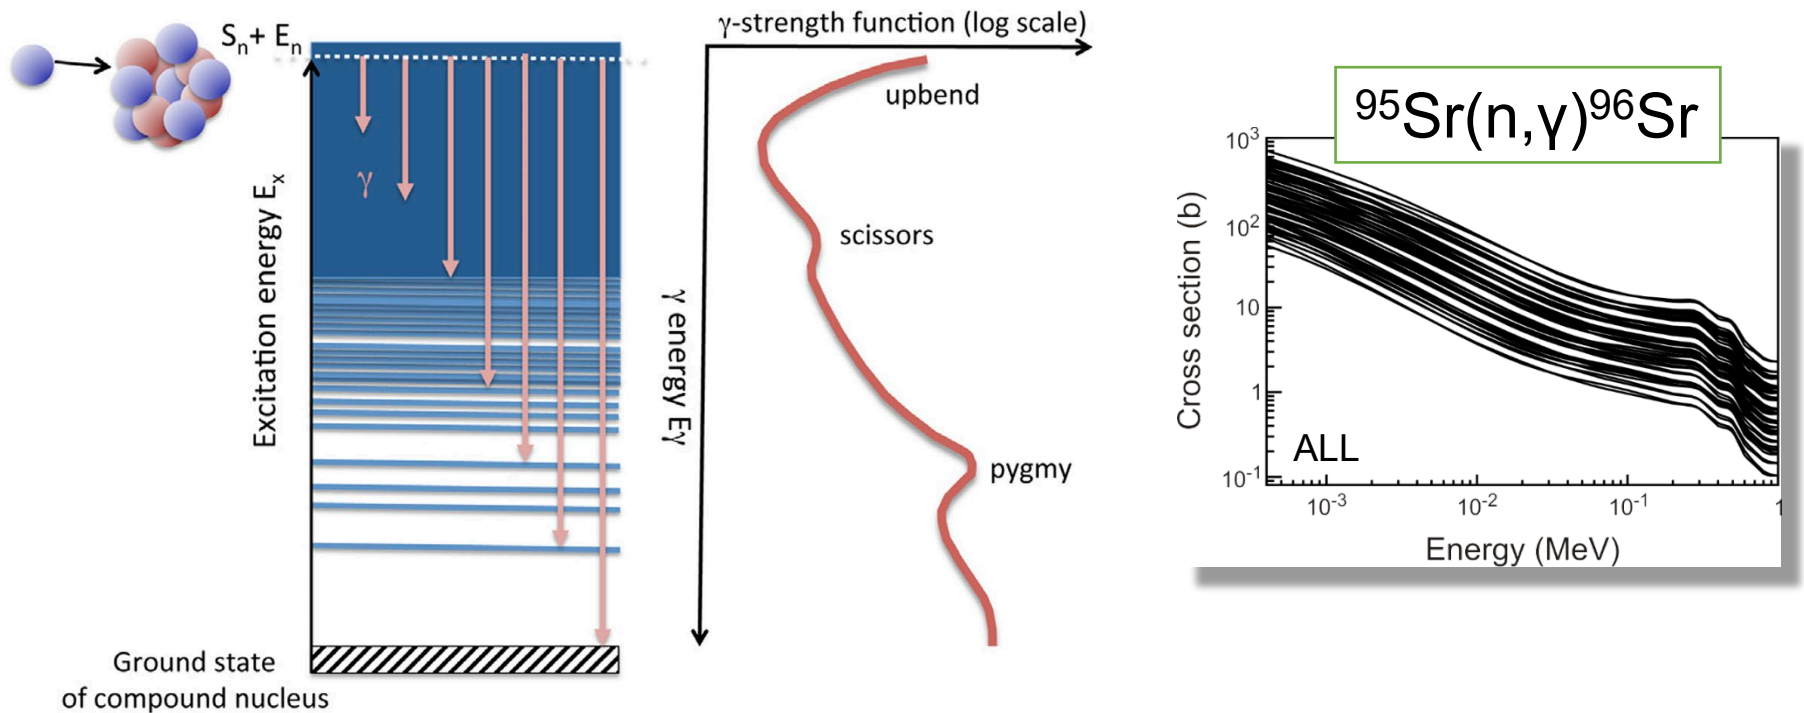 Sₙ+ Eₙ
γ
Excitation energy Eₓ
Ground state
of compound nucleus
γ-strength function (log scale)
upbend
scissors
pygmy
γ energy Eγ
⁹⁵Sr(n,γ)⁹⁶Sr
Cross section (b)
10³
10²
10
1
10⁻¹
ALL
10⁻³
10⁻²
10⁻¹
1
Energy (MeV)